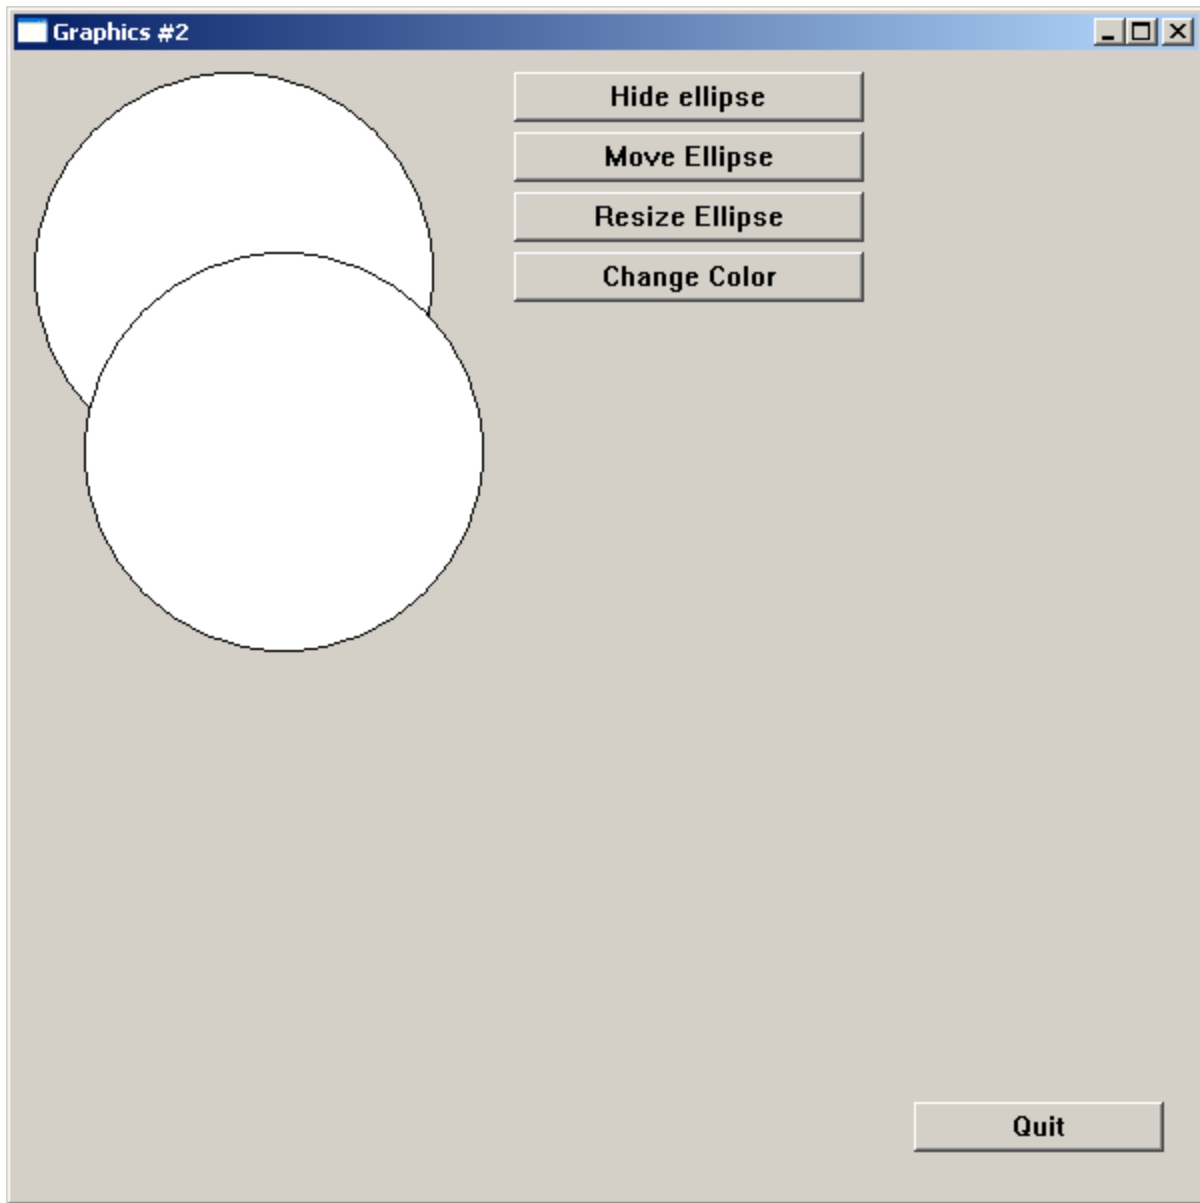 Graphics #2
Hide ellipse
Move Ellipse
Resize Ellipse
Change Color
Quit